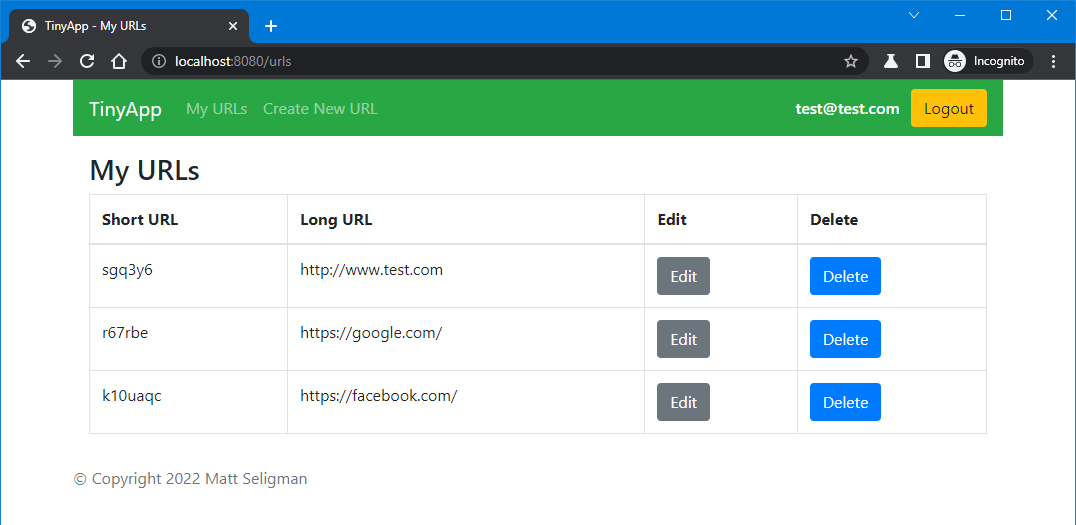 TinyApp - My URLs
localhost:8080/urls
Incognito
TinyApp My URLs Create New URL test@test.com Logout
My URLs
Short URL Long URL Edit Delete
sgq3y6 http://www.test.com Edit Delete
r67rbe https://google.com/ Edit Delete
k10uaqc https://facebook.com/ Edit Delete
© Copyright 2022 Matt Seligman